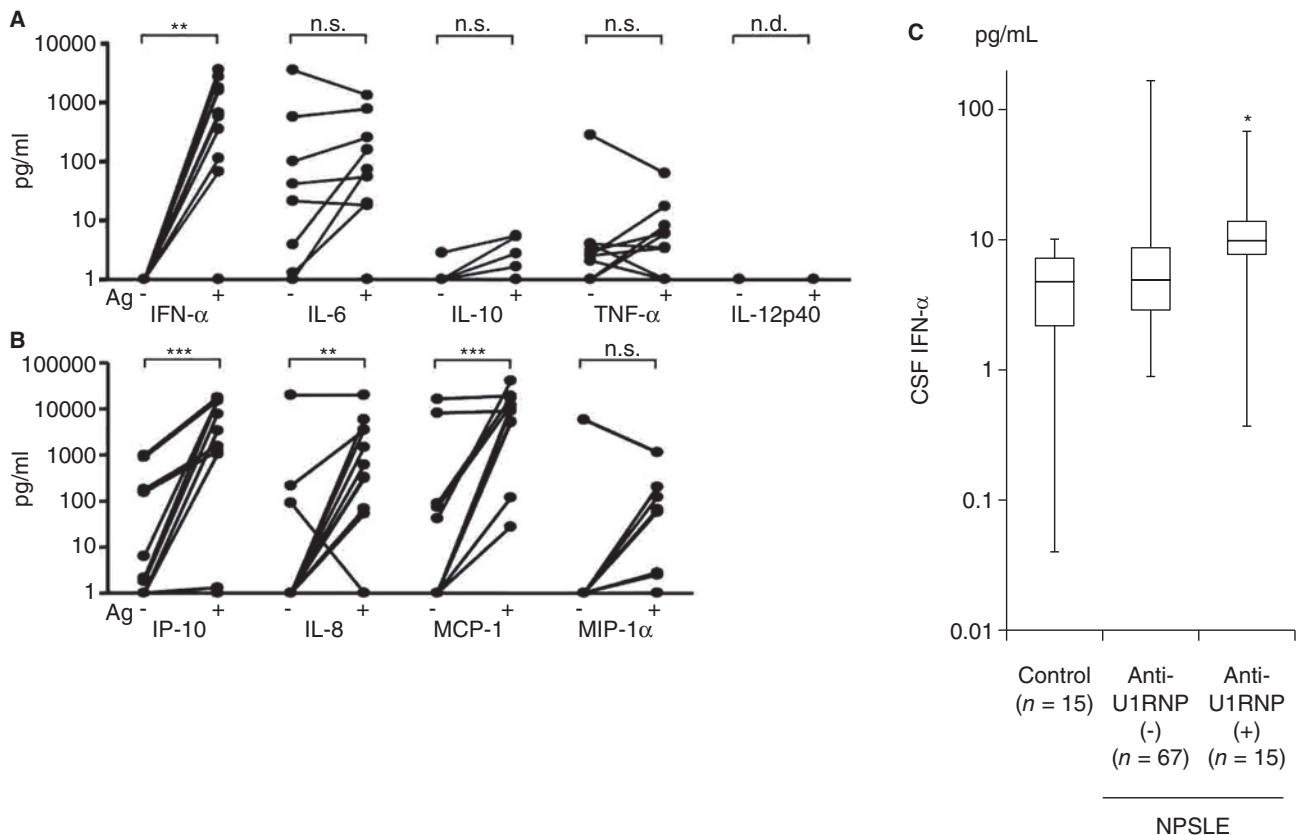 A
** n.s. n.s. n.s. n.d.
10000
1000
100
10
1
pg/ml
Ag - + - + - + - + - +
IFN-α IL-6 IL-10 TNF-α IL-12p40
B
*** ** *** n.s.
100000
10000
1000
100
10
1
pg/ml
Ag - + - + - + - +
IP-10 IL-8 MCP-1 MIP-1α
C pg/mL
100
10
1
0.1
0.01
CSF IFN-α
*
Control
(n = 15)
Anti-
U1RNP
(-)
(n = 67)
Anti-
U1RNP
(+)
(n = 15)
NPSLE